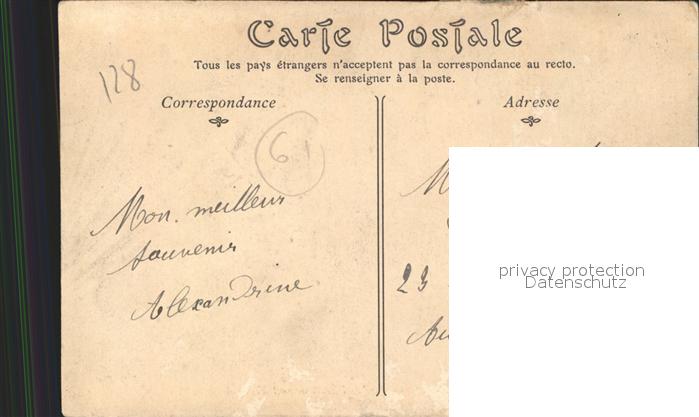 Carte Postale
Tous les pays étrangers n'acceptent pas la correspondance au recto.
Se renseigner à la poste.
128
Correspondance
Adresse
61
Mon meilleur
souvenir
Alexandrine
23
privacy protection
Datenschutz